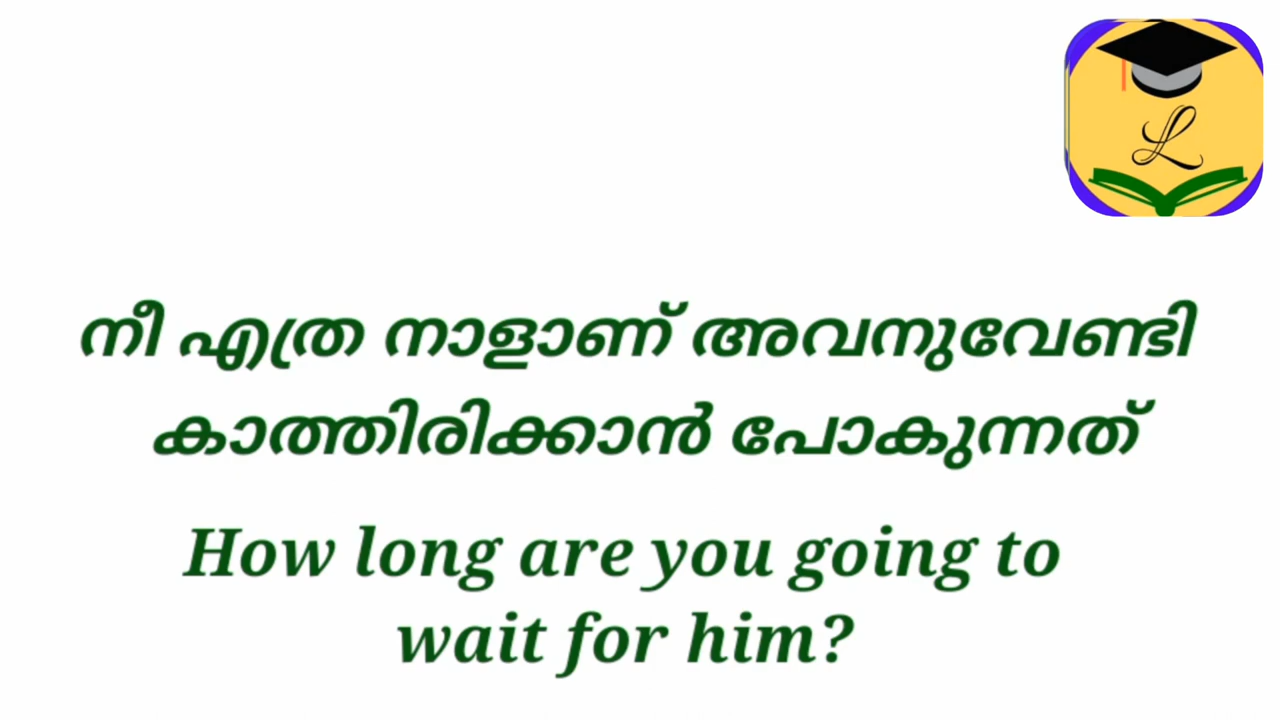 L
നീ എത്ര നാളാണ് അവനുവേണ്ടി
കാത്തിരിക്കാൻ പോകുന്നത്
How long are you going to
wait for him?